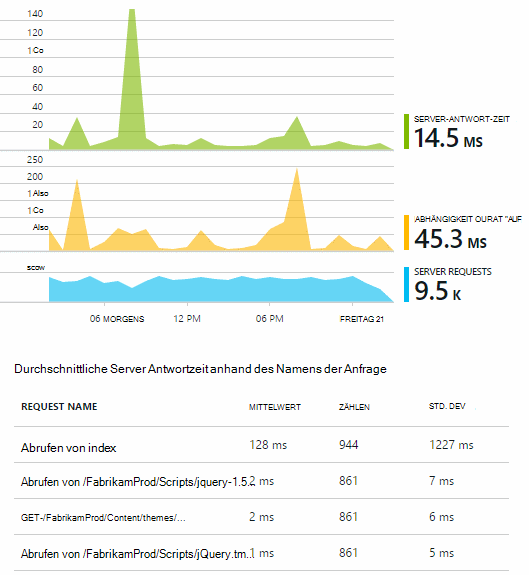 140
120
1Co
80
60
40
20
SERVER-ANTWORT-ZEIT
14.5 MS
250
200
1Also
1Co
Also
ABHÄNGIGKEIT OURAT "AUF
45.3 MS
scow
SERVER REQUESTS
9.5 K
06 MORGENS 12 PM 06 PM FREITAG 21
Durchschnittliche Server Antwortzeit anhand des Namens der Anfrage
REQUEST NAME MITTELWERT ZÄHLEN STD. DEV
Abrufen von index 128 ms 944 1227 ms
Abrufen von /FabrikamProd/Scripts/jquery-1.5.. 2 ms 861 7 ms
GET-/FabrikamProd/Content/themes/... 2 ms 861 6 ms
Abrufen von /FabrikamProd/Scripts/jQuery.tm.. 1 ms 861 5 ms